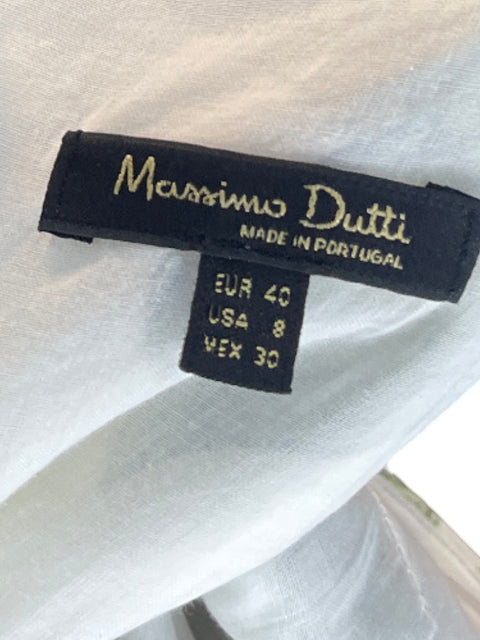 Massimo Dutti
MADE IN PORTUGAL
EUR 40
USA 8
MEX 30